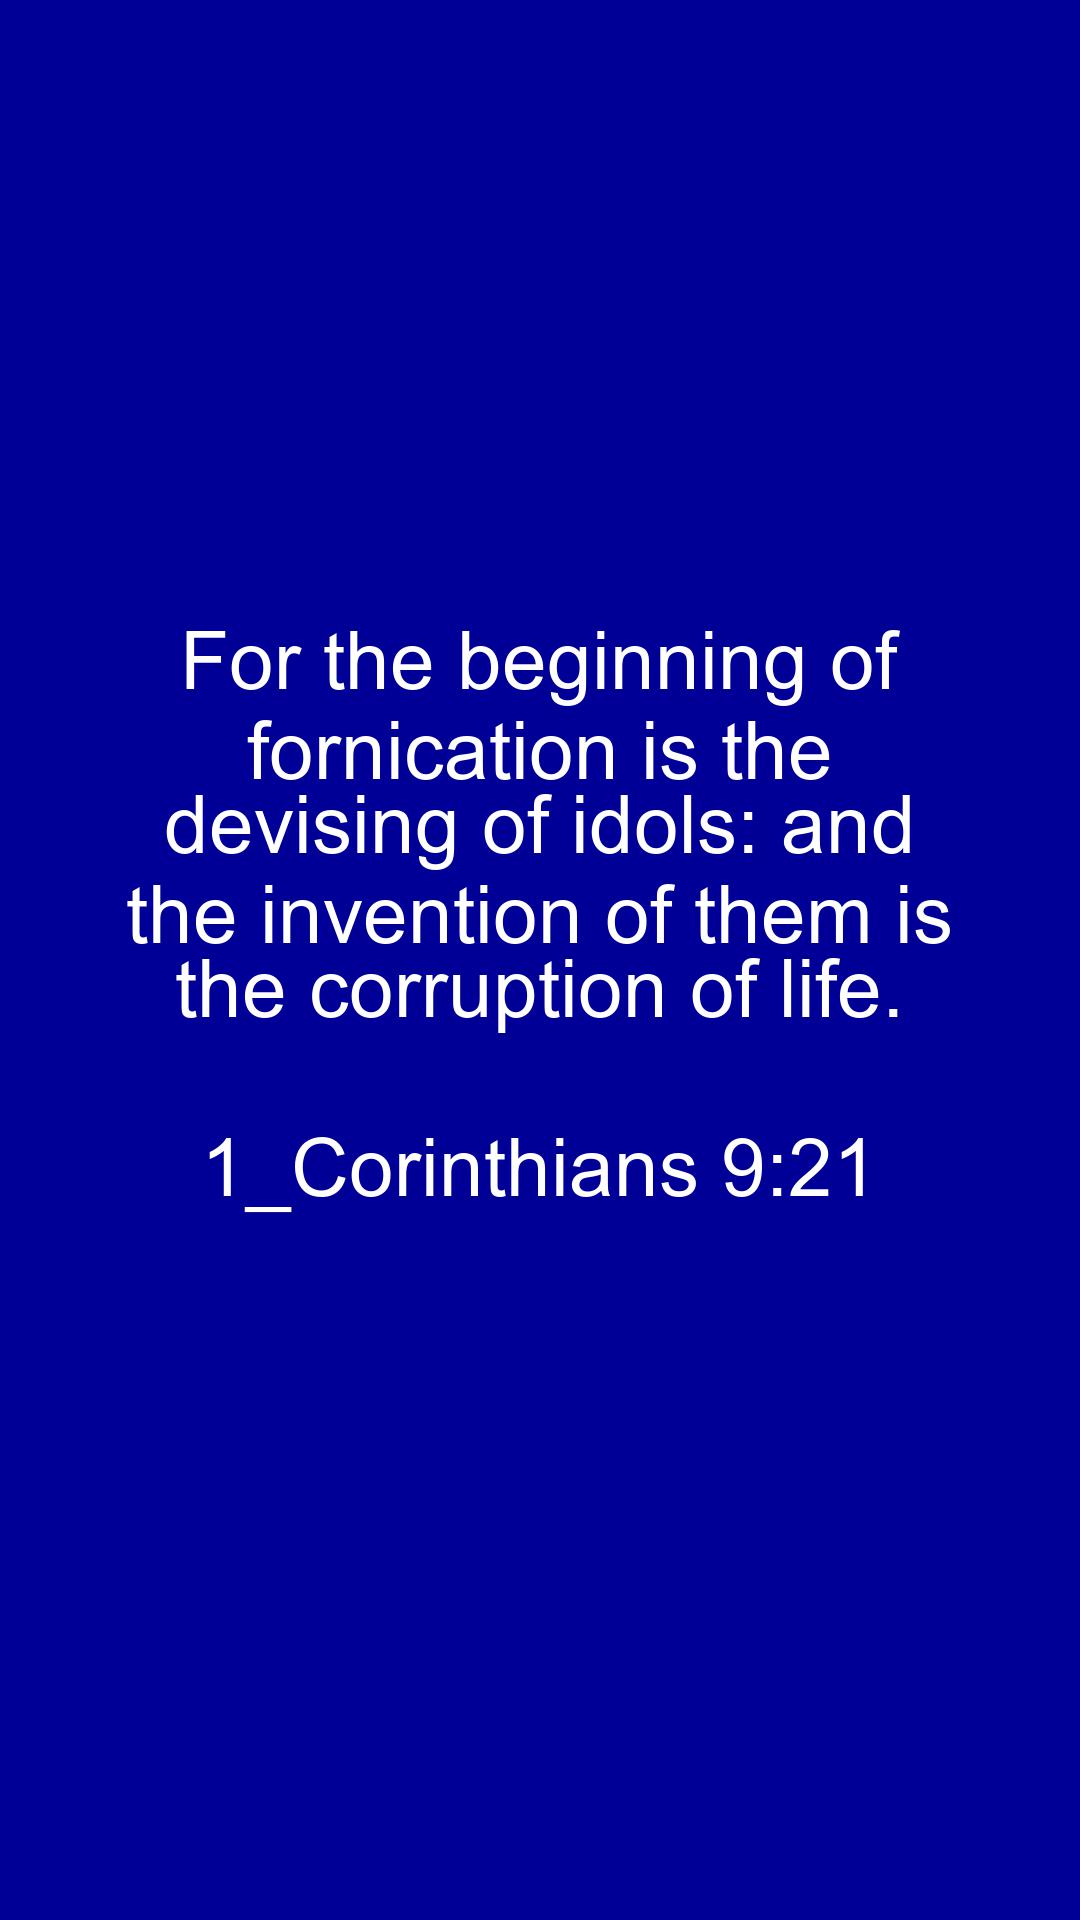 For the beginning of
fornication is the
devising of idols: and
the invention of them is
the corruption of life.
1_Corinthians 9:21